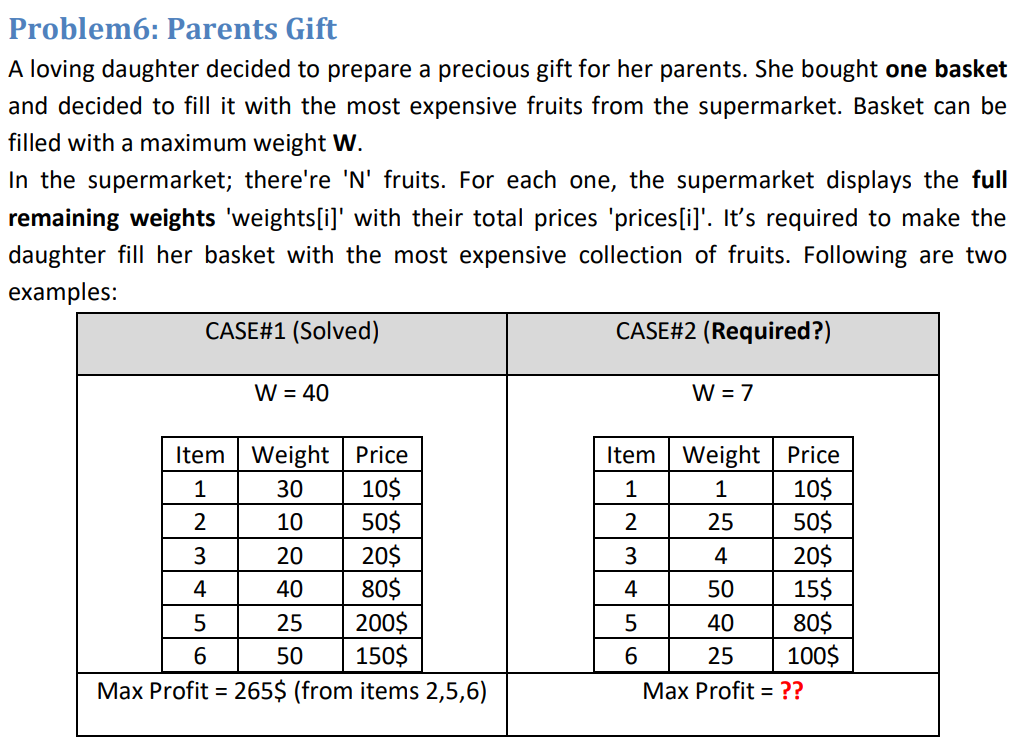 Problem6: Parents Gift
A loving daughter decided to prepare a precious gift for her parents. She bought one basket
and decided to fill it with the most expensive fruits from the supermarket. Basket can be
filled with a maximum weight W.
In the supermarket; there're 'N' fruits. For each one, the supermarket displays the full
remaining weights 'weights[i]' with their total prices 'prices[i]'. It’s required to make the
daughter fill her basket with the most expensive collection of fruits. Following are two
examples:
CASE#1 (Solved)
W = 40
Item Weight Price
1 30 10$
2 10 50$
3 20 20$
4 40 80$
5 25 200$
6 50 150$
Max Profit = 265$ (from items 2,5,6)
CASE#2 (Required?)
W = 7
Item Weight Price
1 1 10$
2 25 50$
3 4 20$
4 50 15$
5 40 80$
6 25 100$
Max Profit = ??